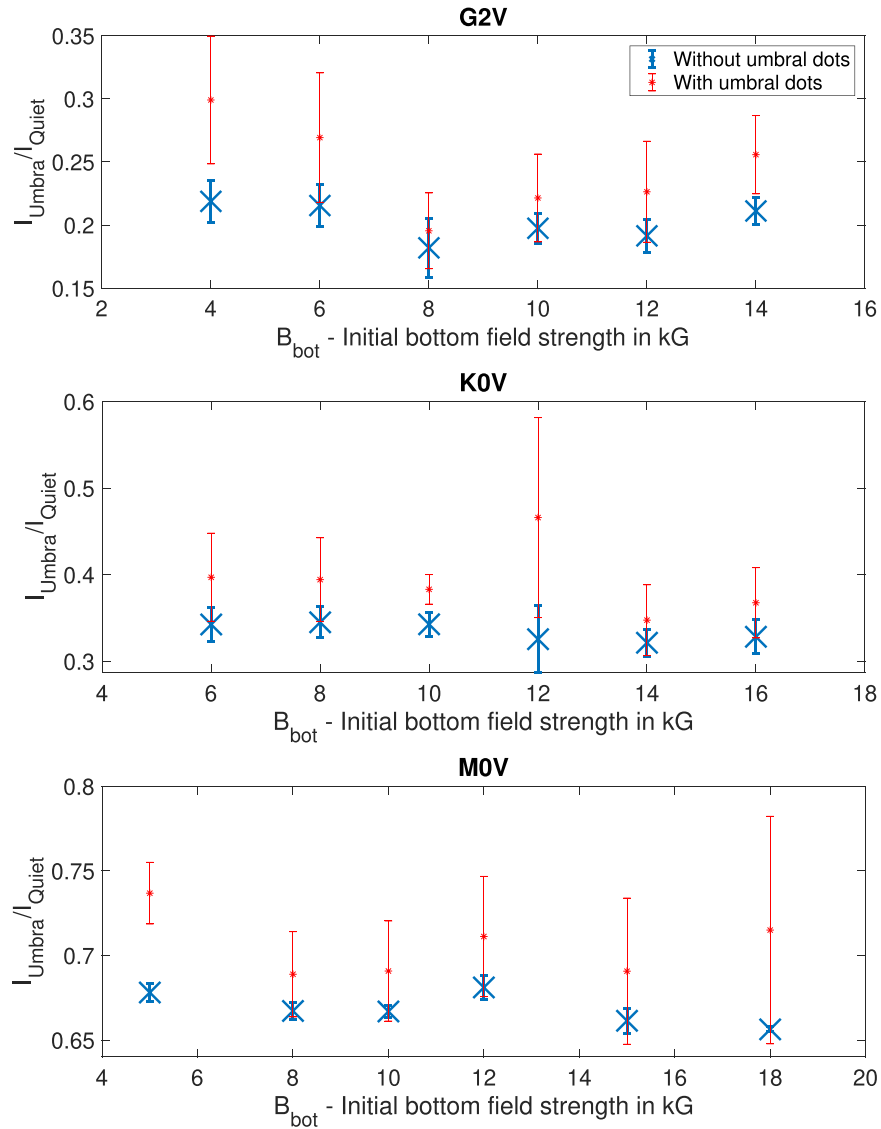 G2V
0.35
0.3
0.25
0.2
0.15
I_Umbra/I_Quiet
Without umbral dots
With umbral dots
2 4 6 8 10 12 14 16
B_bot - Initial bottom field strength in kG
K0V
0.6
0.5
0.4
0.3
I_Umbra/I_Quiet
4 6 8 10 12 14 16 18
B_bot - Initial bottom field strength in kG
M0V
0.8
0.75
0.7
0.65
I_Umbra/I_Quiet
4 6 8 10 12 14 16 18 20
B_bot - Initial bottom field strength in kG